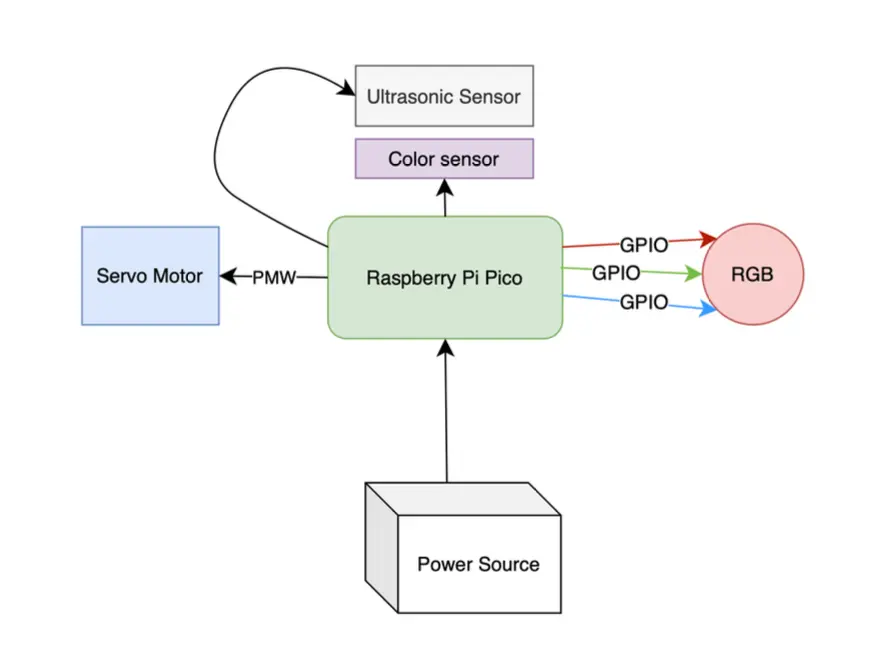 Ultrasonic Sensor
Color sensor
Servo Motor
PMW
Raspberry Pi Pico
GPIO
GPIO
GPIO
RGB
Power Source